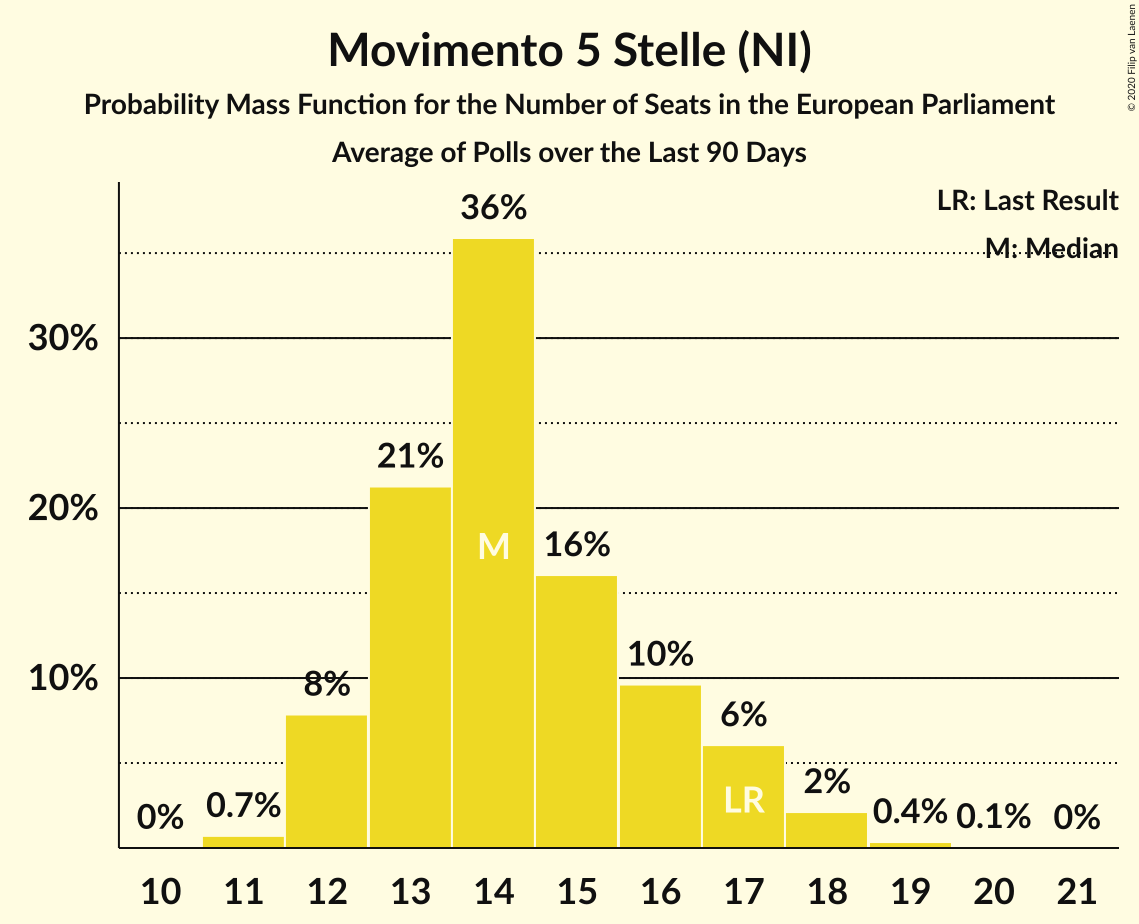 Movimento 5 Stelle (NI)
Probability Mass Function for the Number of Seats in the European Parliament
Average of Polls over the Last 90 Days
© 2020 Filip van Laenen
LR: Last Result
M: Median
30%
20%
10%
0%
0.7%
8%
21%
36%
16%
10%
6%
2%
0.4%
0.1%
0%
M
LR
10 11 12 13 14 15 16 17 18 19 20 21